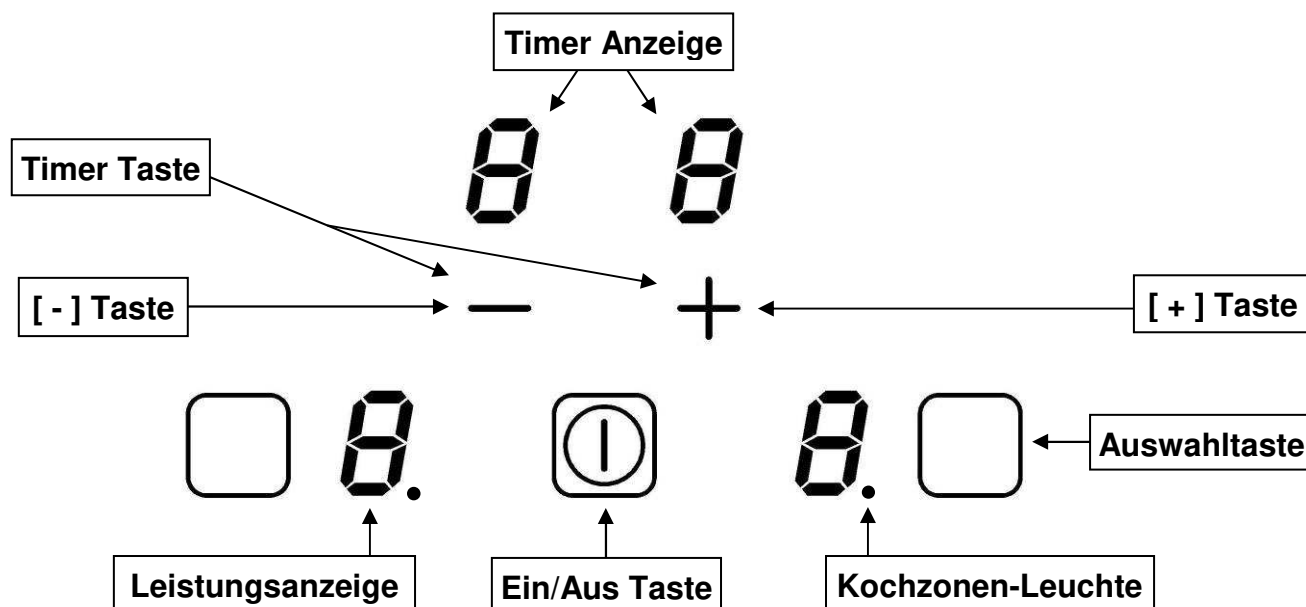 Timer Anzeige
Timer Taste
[ - ] Taste
[ + ] Taste
Auswahltaste
Leistungsanzeige
Ein/Aus Taste
Kochzonen-Leuchte